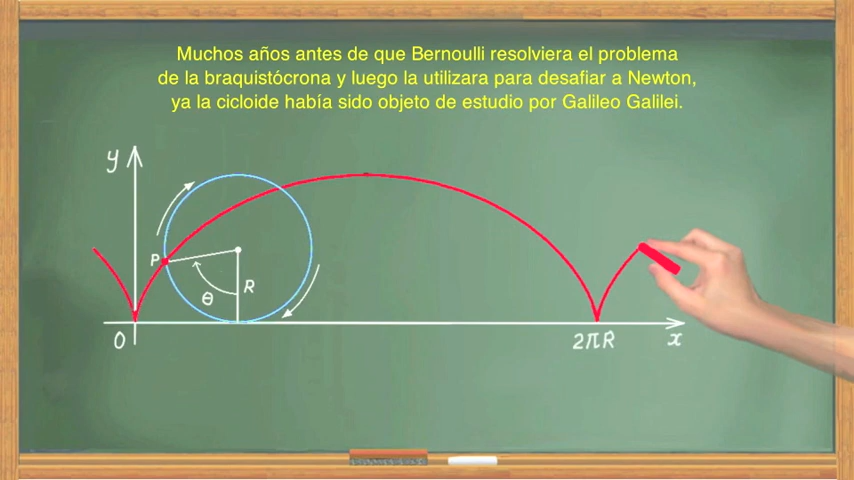 Muchos años antes de que Bernoulli resolviera el problema
de la braquistócrona y luego la utilizara para desafiar a Newton,
ya la cicloide había sido objeto de estudio por Galileo Galilei.
y
P
θ
R
0
2πR
x